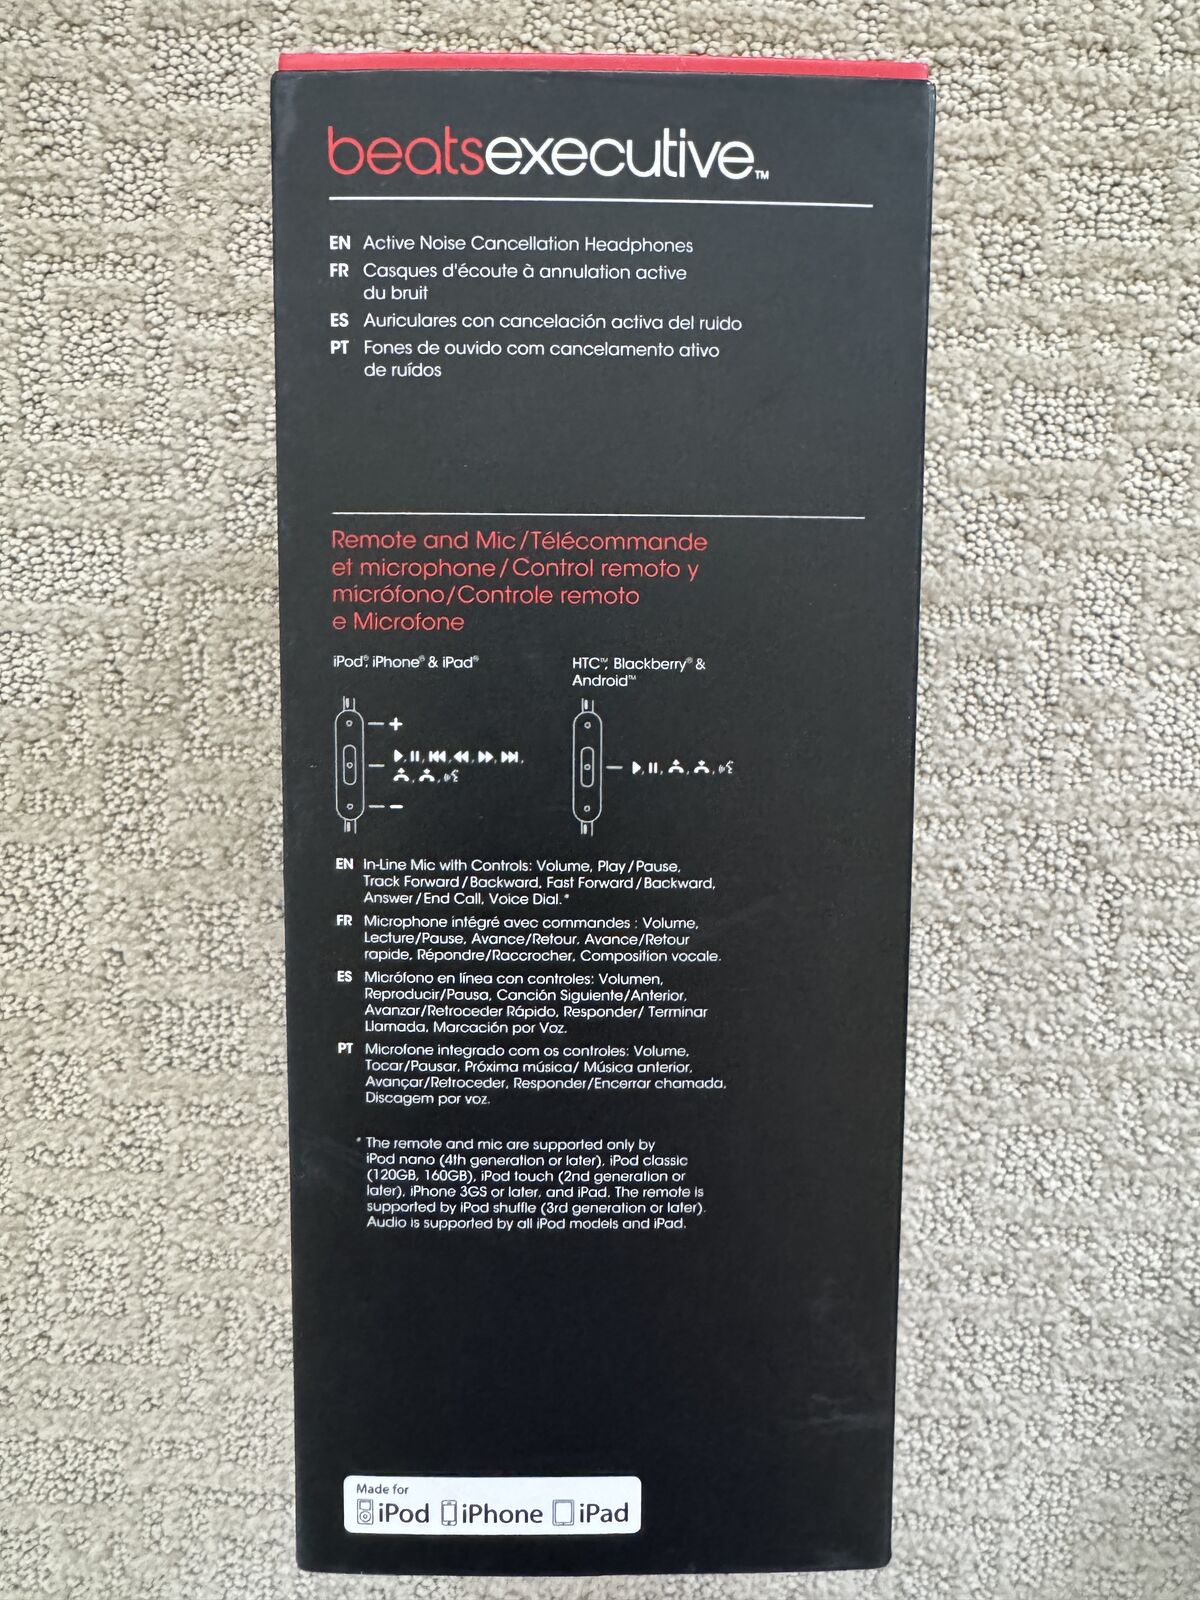 beatsexecutive™
EN Active Noise Cancellation Headphones
FR Casques d'écoute à annulation active
du bruit
ES Auriculares con cancelación activa del ruido
PT Fones de ouvido com cancelamento ativo
de ruídos
Remote and Mic/Télécommande
et microphone/Control remoto y
micrófono/Controle remoto
e Microfone
iPod®, iPhone® & iPad®
HTC™, Blackberry® &
Android™
EN In-Line Mic with Controls: Volume, Play/Pause,
Track Forward/Backward, Fast Forward/Backward,
Answer/End Call, Voice Dial.*
FR Microphone intégré avec commandes : Volume,
Lecture/Pause, Avance/Retour, Avance/Retour
rapide, Répondre/Raccrocher, Composition vocale.
ES Micrófono en línea con controles: Volumen,
Reproducir/Pausa, Canción Siguiente/Anterior,
Avanzar/Retroceder Rápido, Responder/ Terminar
Llamada, Marcación por Voz.
PT Microfone integrado com os controles: Volume,
Tocar/Pausar, Próxima música/ Música anterior,
Avançar/Retroceder, Responder/Encerrar chamada,
Discagem por voz.
* The remote and mic are supported only by
iPod nano (4th generation or later), iPod classic
(120GB, 160GB), iPod touch (2nd generation or
later), iPhone 3GS or later, and iPad. The remote is
supported by iPod shuffle (3rd generation or later).
Audio is supported by all iPod models and iPad.
Made for
iPod iPhone iPad